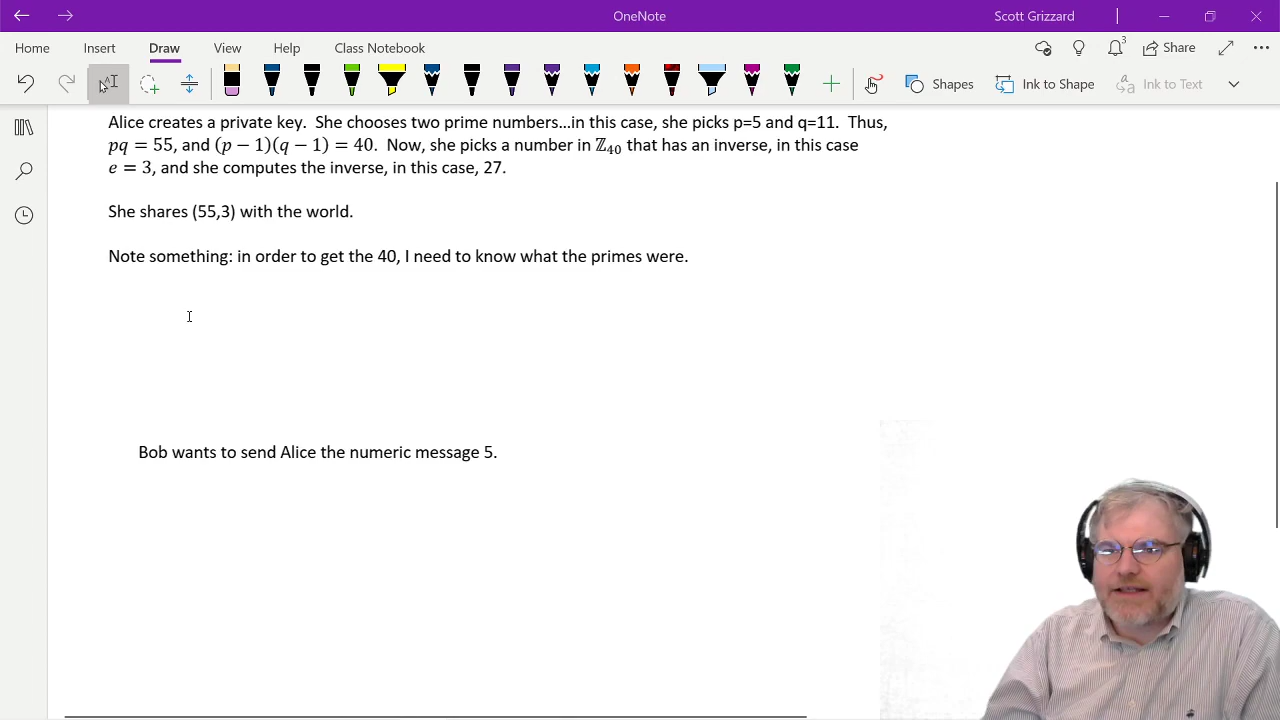 OneNote
Scott Grizzard
Home Insert Draw View Help Class Notebook
3
Share
Shapes Ink to Shape Ink to Text
Alice creates a private key. She chooses two prime numbers…in this case, she picks p=5 and q=11. Thus,
𝑝𝑞 = 55, and (𝑝 − 1)(𝑞 − 1) = 40. Now, she picks a number in ℤ₄₀ that has an inverse, in this case
𝑒 = 3, and she computes the inverse, in this case, 27.
She shares (55,3) with the world.
Note something: in order to get the 40, I need to know what the primes were.
Bob wants to send Alice the numeric message 5.